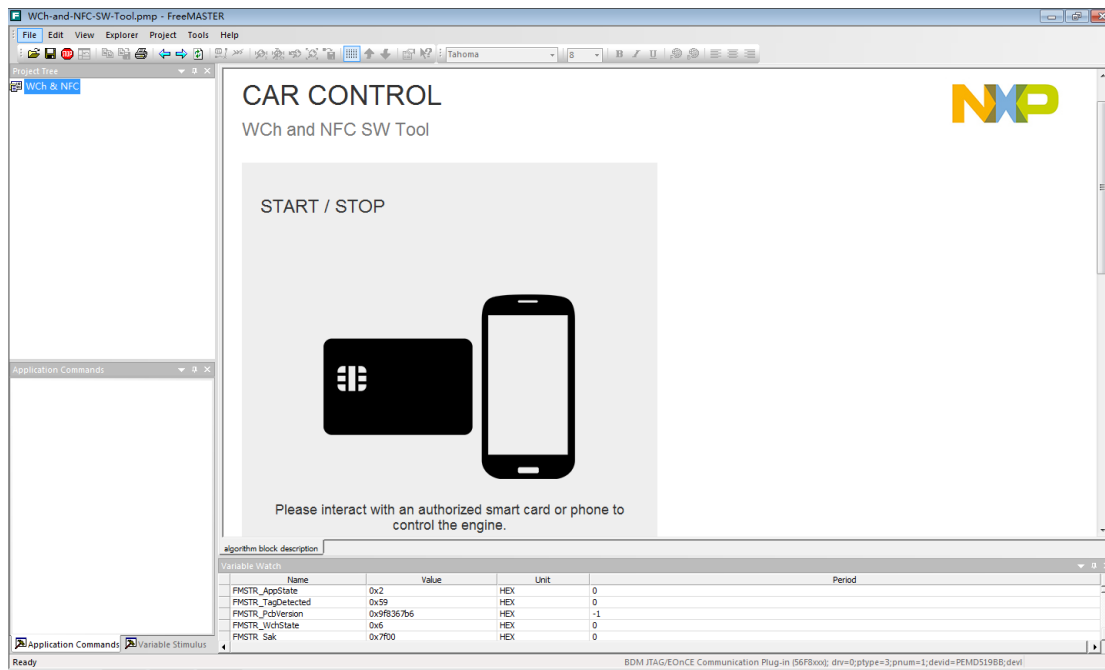 WCh-and-NFC-SW-Tool.pmp - FreeMASTER
File Edit View Explorer Project Tools Help
Tahoma 8 B I U
Project Tree
WCh & NFC
CAR CONTROL
WCh and NFC SW Tool
NXP
START / STOP
Please interact with an authorized smart card or phone to
control the engine.
algorithm block description
Application Commands
Variable Watch
Name Value Unit Period
FMSTR_AppState 0x2 HEX 0
FMSTR_TagDetected 0x59 HEX 0
FMSTR_PcbVersion 0x9f8367b6 HEX -1
FMSTR_WchState 0x6 HEX 0
FMSTR_Sak 0x7f00 HEX 0
Application Commands Variable Stimulus
Ready
BDM JTAG/EOnCE Communication Plug-in (56F8xxx); drv=0;ptype=3;pnum=1;devid=PEMD519BB;devl